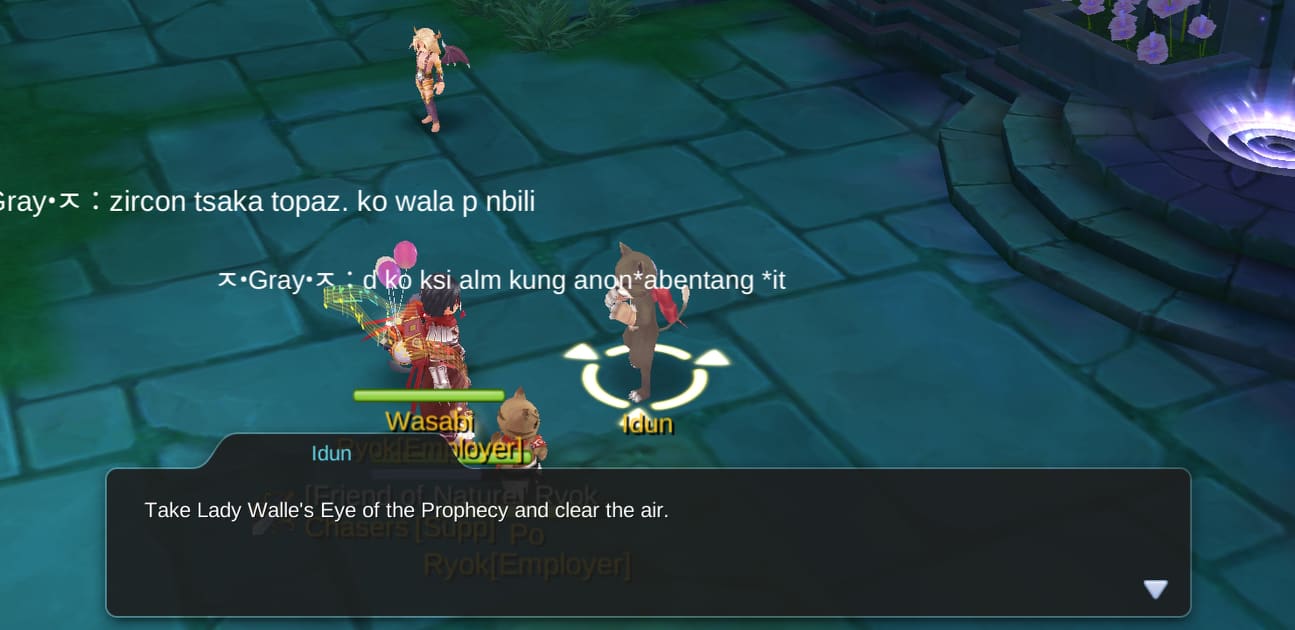 Gray•ㅈ：zircon tsaka topaz. ko wala p nbili
ㅈ•Gray•ㅈ：d ko ksi alm kung anon*abentang *it
Wasabi
Idun
Ryok[Employer]
Idun
[Friend of Nature] Ryok
Take Lady Walle's Eye of the Prophecy and clear the air.
Chasers [Supp] Po
Ryok[Employer]